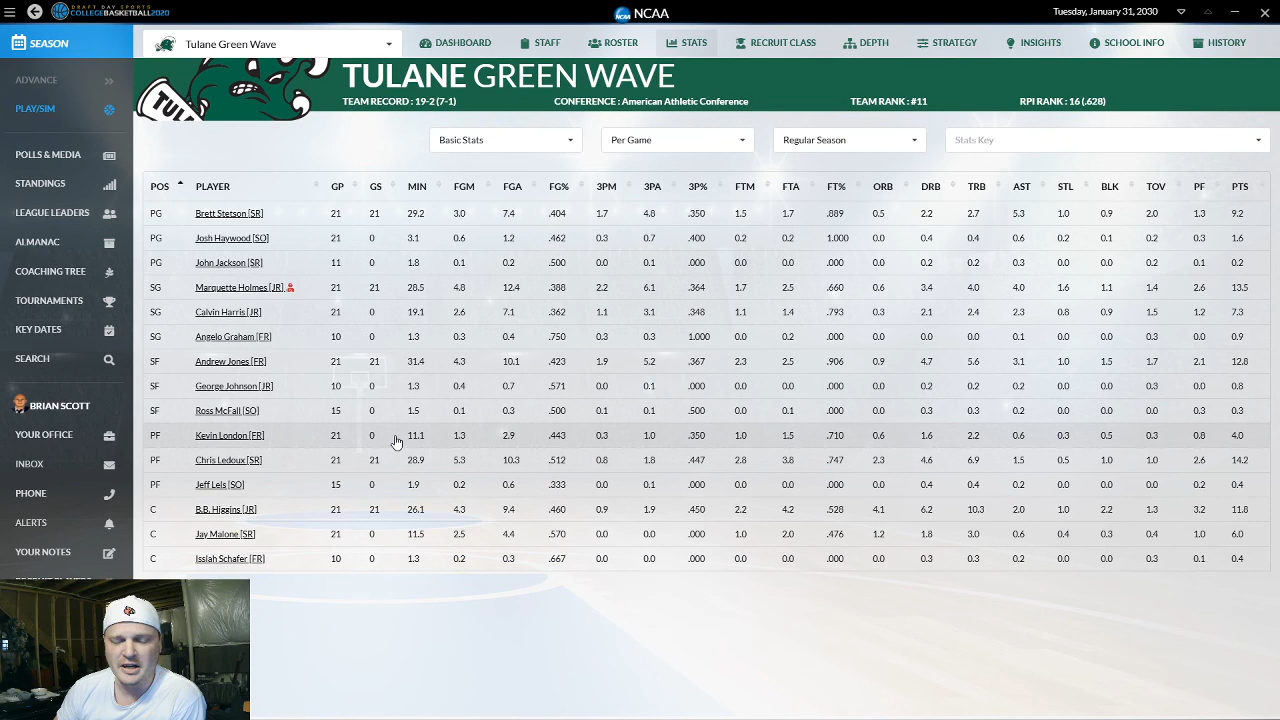 DRAFT DAY SPORTS
COLLEGE BASKETBALL 2020
NCAA
Tuesday, January 31, 2030
SEASON
Tulane Green Wave
DASHBOARD STAFF ROSTER STATS RECRUIT CLASS DEPTH STRATEGY INSIGHTS SCHOOL INFO HISTORY
ADVANCE
PLAY/SIM
POLLS & MEDIA
STANDINGS
LEAGUE LEADERS
ALMANAC
COACHING TREE
TOURNAMENTS
KEY DATES
SEARCH
BRIAN SCOTT
YOUR OFFICE
INBOX
PHONE
ALERTS
YOUR NOTES
TULANE GREEN WAVE
TEAM RECORD : 19-2 (7-1) CONFERENCE : American Athletic Conference TEAM RANK : #11 RPI RANK : 16 (.628)
Basic Stats Per Game Regular Season Stats Key
POS PLAYER GP GS MIN FGM FGA FG% 3PM 3PA 3P% FTM FTA FT% ORB DRB TRB AST STL BLK TOV PF PTS
PG Brett Stetson [SR] 21 21 29.2 3.0 7.4 .404 1.7 4.8 .350 1.5 1.7 .889 0.5 2.2 2.7 5.3 1.0 0.9 2.0 1.3 9.2
PG Josh Haywood [SO] 21 0 3.1 0.6 1.2 .462 0.3 0.7 .400 0.2 0.2 1.000 0.0 0.4 0.4 0.6 0.2 0.1 0.2 0.3 1.6
PG John Jackson [SR] 11 0 1.8 0.1 0.2 .500 0.0 0.1 .000 0.0 0.0 .000 0.0 0.2 0.2 0.3 0.0 0.0 0.2 0.1 0.2
SG Marquette Holmes [JR] 21 21 28.5 4.8 12.4 .388 2.2 6.1 .364 1.7 2.5 .660 0.6 3.4 4.0 4.0 1.6 1.1 1.4 2.6 13.5
SG Calvin Harris [JR] 21 0 19.1 2.6 7.1 .362 1.1 3.1 .348 1.1 1.4 .793 0.3 2.1 2.4 2.3 0.8 0.9 1.5 1.2 7.3
SG Angelo Graham [FR] 10 0 1.3 0.3 0.4 .750 0.3 0.3 1.000 0.0 0.2 .000 0.0 0.0 0.0 0.1 0.0 0.0 0.3 0.0 0.9
SF Andrew Jones [FR] 21 21 31.4 4.3 10.1 .423 1.9 5.2 .367 2.3 2.5 .906 0.9 4.7 5.6 3.1 1.0 1.5 1.7 2.1 12.8
SF George Johnson [JR] 10 0 1.3 0.4 0.7 .571 0.0 0.1 .000 0.0 0.0 .000 0.0 0.2 0.2 0.2 0.0 0.0 0.3 0.0 0.8
SF Ross McFall [SO] 15 0 1.5 0.1 0.3 .500 0.1 0.1 .500 0.0 0.1 .000 0.0 0.3 0.3 0.2 0.0 0.0 0.3 0.3 0.3
PF Kevin London [FR] 21 0 11.1 1.3 2.9 .443 0.3 1.0 .350 1.0 1.5 .710 0.6 1.6 2.2 0.6 0.3 0.5 0.3 0.8 4.0
PF Chris Ledoux [SR] 21 21 28.9 5.3 10.3 .512 0.8 1.8 .447 2.8 3.8 .747 2.3 4.6 6.9 1.5 0.5 1.0 1.0 2.6 14.2
PF Jeff Lels [SO] 15 0 1.9 0.2 0.6 .333 0.0 0.1 .000 0.0 0.0 .000 0.0 0.4 0.4 0.2 0.1 0.0 0.0 0.2 0.4
C B.B. Higgins [JR] 21 21 26.1 4.3 9.4 .460 0.9 1.9 .450 2.2 4.2 .528 4.1 6.2 10.3 2.0 1.0 2.2 1.3 3.2 11.8
C Jay Malone [SR] 21 0 11.5 2.5 4.4 .570 0.0 0.0 .000 1.0 2.0 .476 1.2 1.8 3.0 0.6 0.4 0.3 0.4 1.0 6.0
C Issiah Schafer [FR] 10 0 1.3 0.2 0.3 .667 0.0 0.0 .000 0.0 0.0 .000 0.0 0.2 0.2 0.2 0.0 0.0 0.3 0.1 0.4